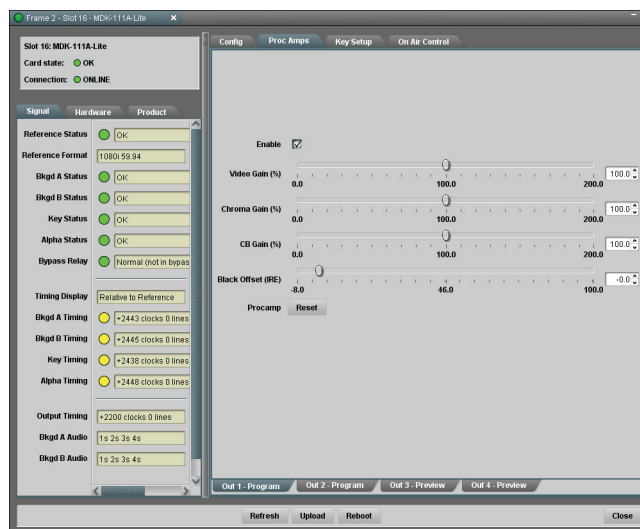 Frame 2 - Slot 16 - MDK-111A-Lite
Slot 16: MDK-111A-Lite
Card state: OK
Connection: ONLINE
Signal Hardware Product
Reference Status OK
Reference Format 1080i 59.94
Bkgd A Status OK
Bkgd B Status OK
Key Status OK
Alpha Status OK
Bypass Relay Normal (not in bypas
Timing Display Relative to Reference
Bkgd A Timing +2443 clocks 0 lines
Bkgd B Timing +2445 clocks 0 lines
Key Timing +2438 clocks 0 lines
Alpha Timing +2448 clocks 0 lines
Output Timing +2200 clocks 0 lines
Bkgd A Audio 1s 2s 3s 4s
Bkgd B Audio 1s 2s 3s 4s
Config Proc Amps Key Setup On Air Control
Enable
Video Gain (%) 100.0
0.0 100.0 200.0
Chroma Gain (%) 100.0
0.0 100.0 200.0
CB Gain (%) 100.0
0.0 100.0 200.0
Black Offset (IRE) -0.0
-8.0 46.0 100.0
Procamp Reset
Out 1 - Program Out 2 - Program Out 3 - Preview Out 4 - Preview
Refresh Upload Reboot Close